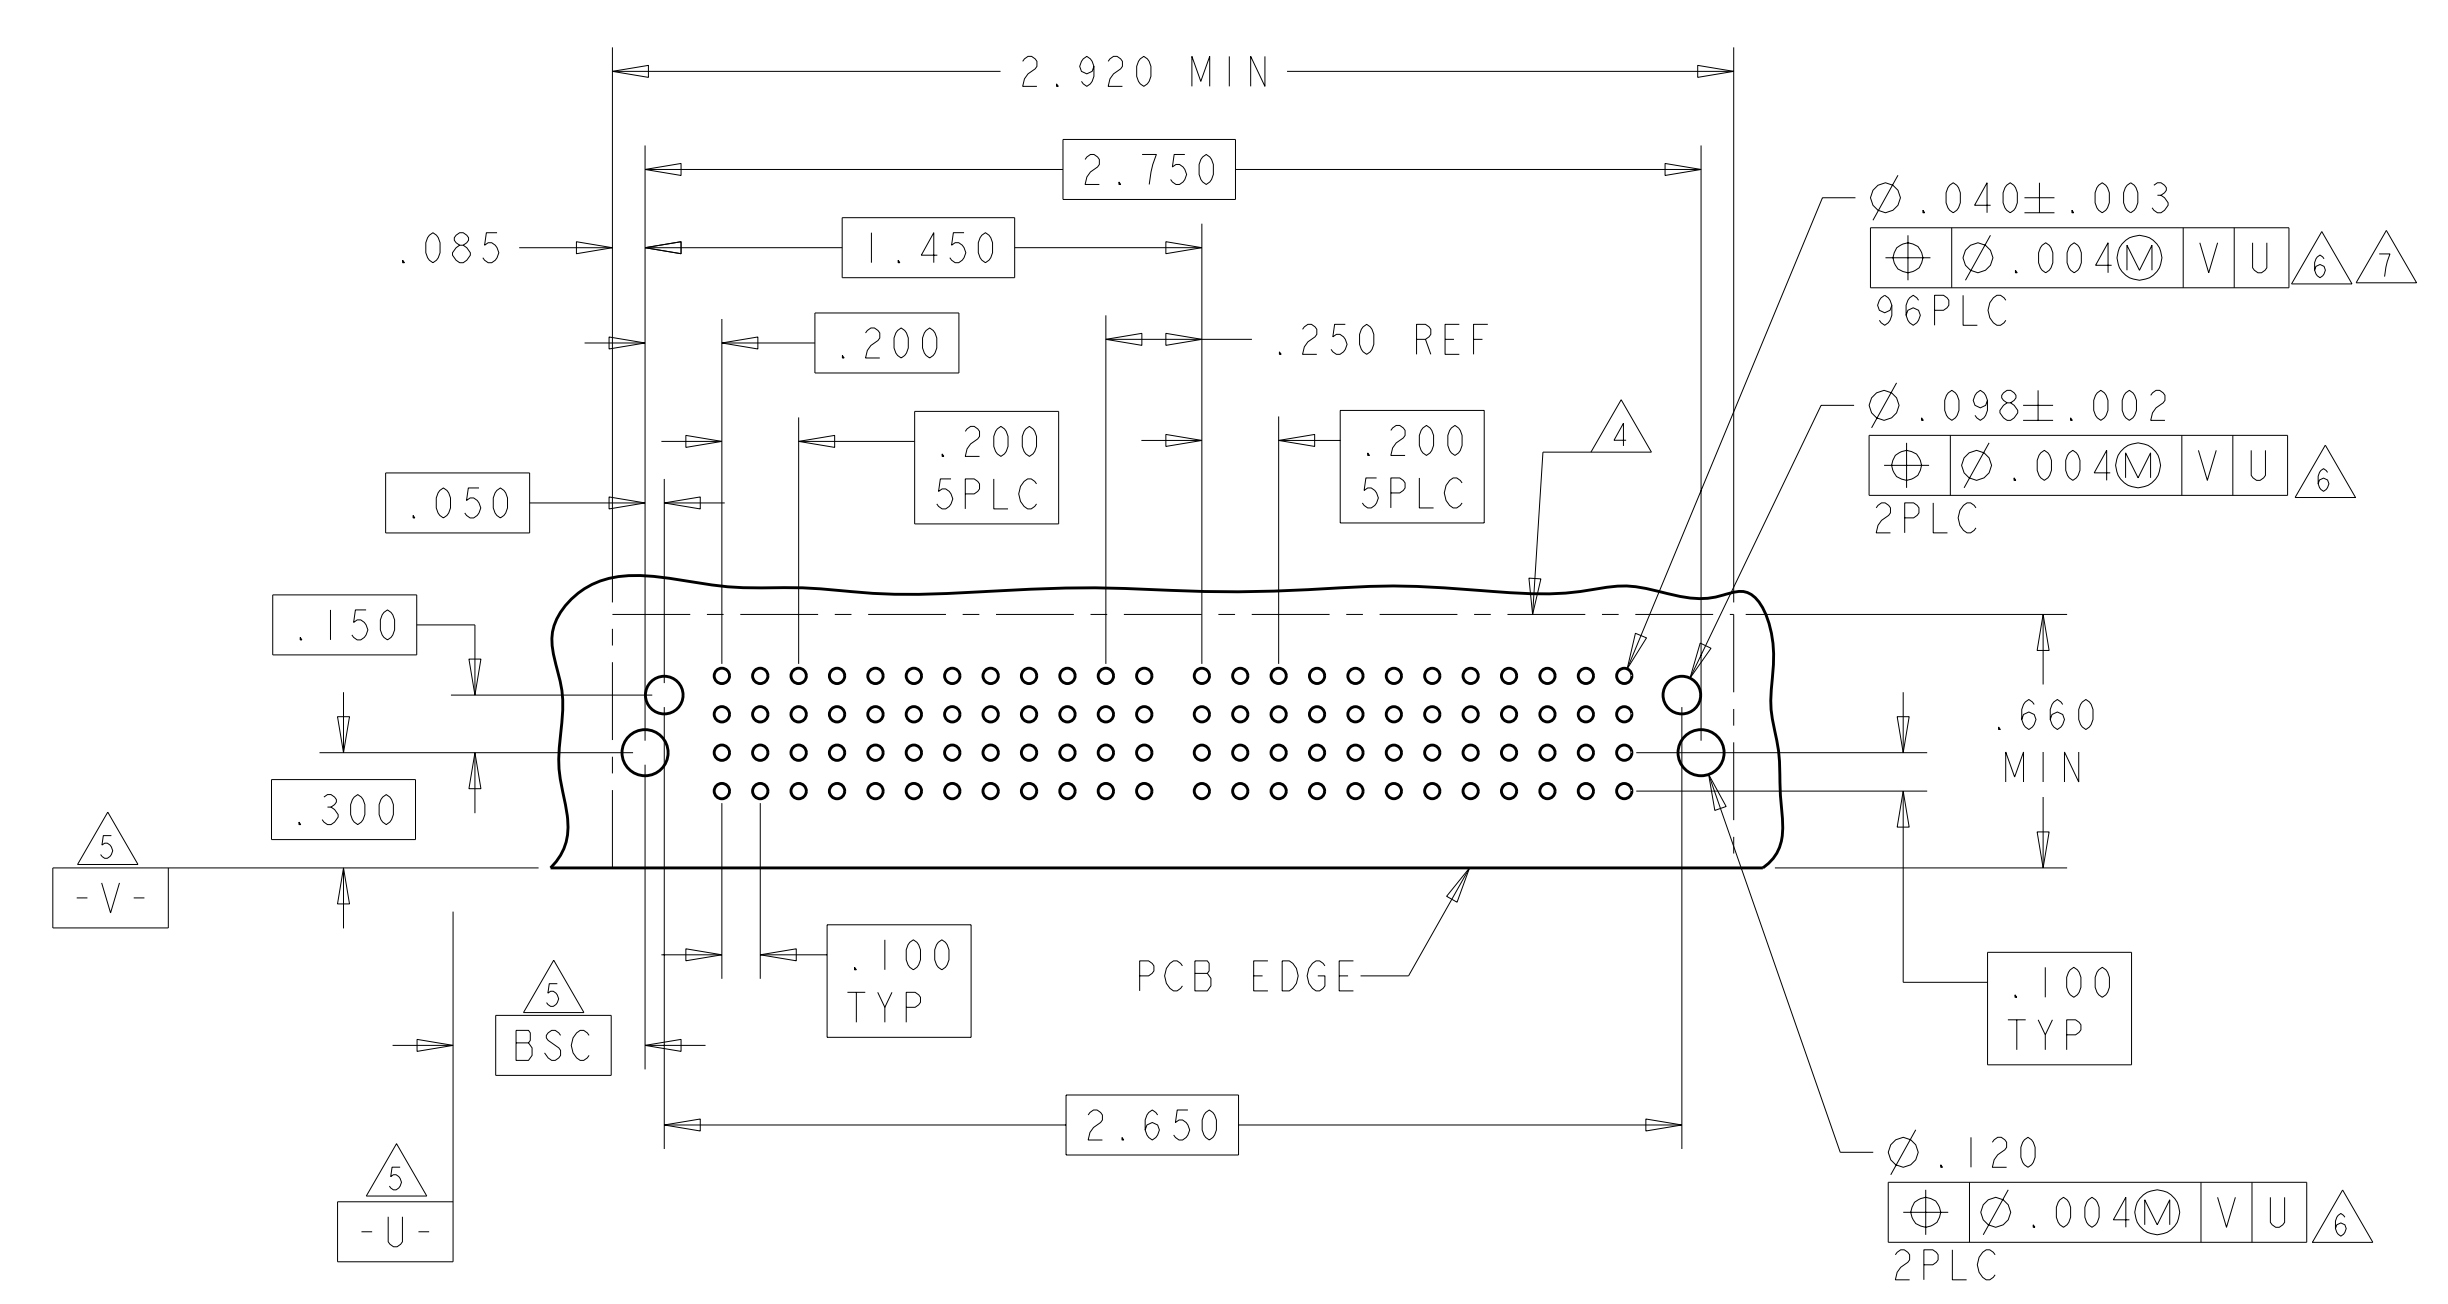 2.920 MIN
2.750
.085
1.450
.200
.250 REF
Ø.040±.003
⌖ Ø.004Ⓜ V U 6 7
96PLC
.200
5PLC
.200
5PLC
4
Ø.098±.002
⌖ Ø.004Ⓜ V U 6
2PLC
.050
.150
.660
MIN
.300
5
-V-
.100
TYP
PCB EDGE
.100
TYP
5
BSC
2.650
5
-U-
Ø.120
⌖ Ø.004Ⓜ V U 6
2PLC